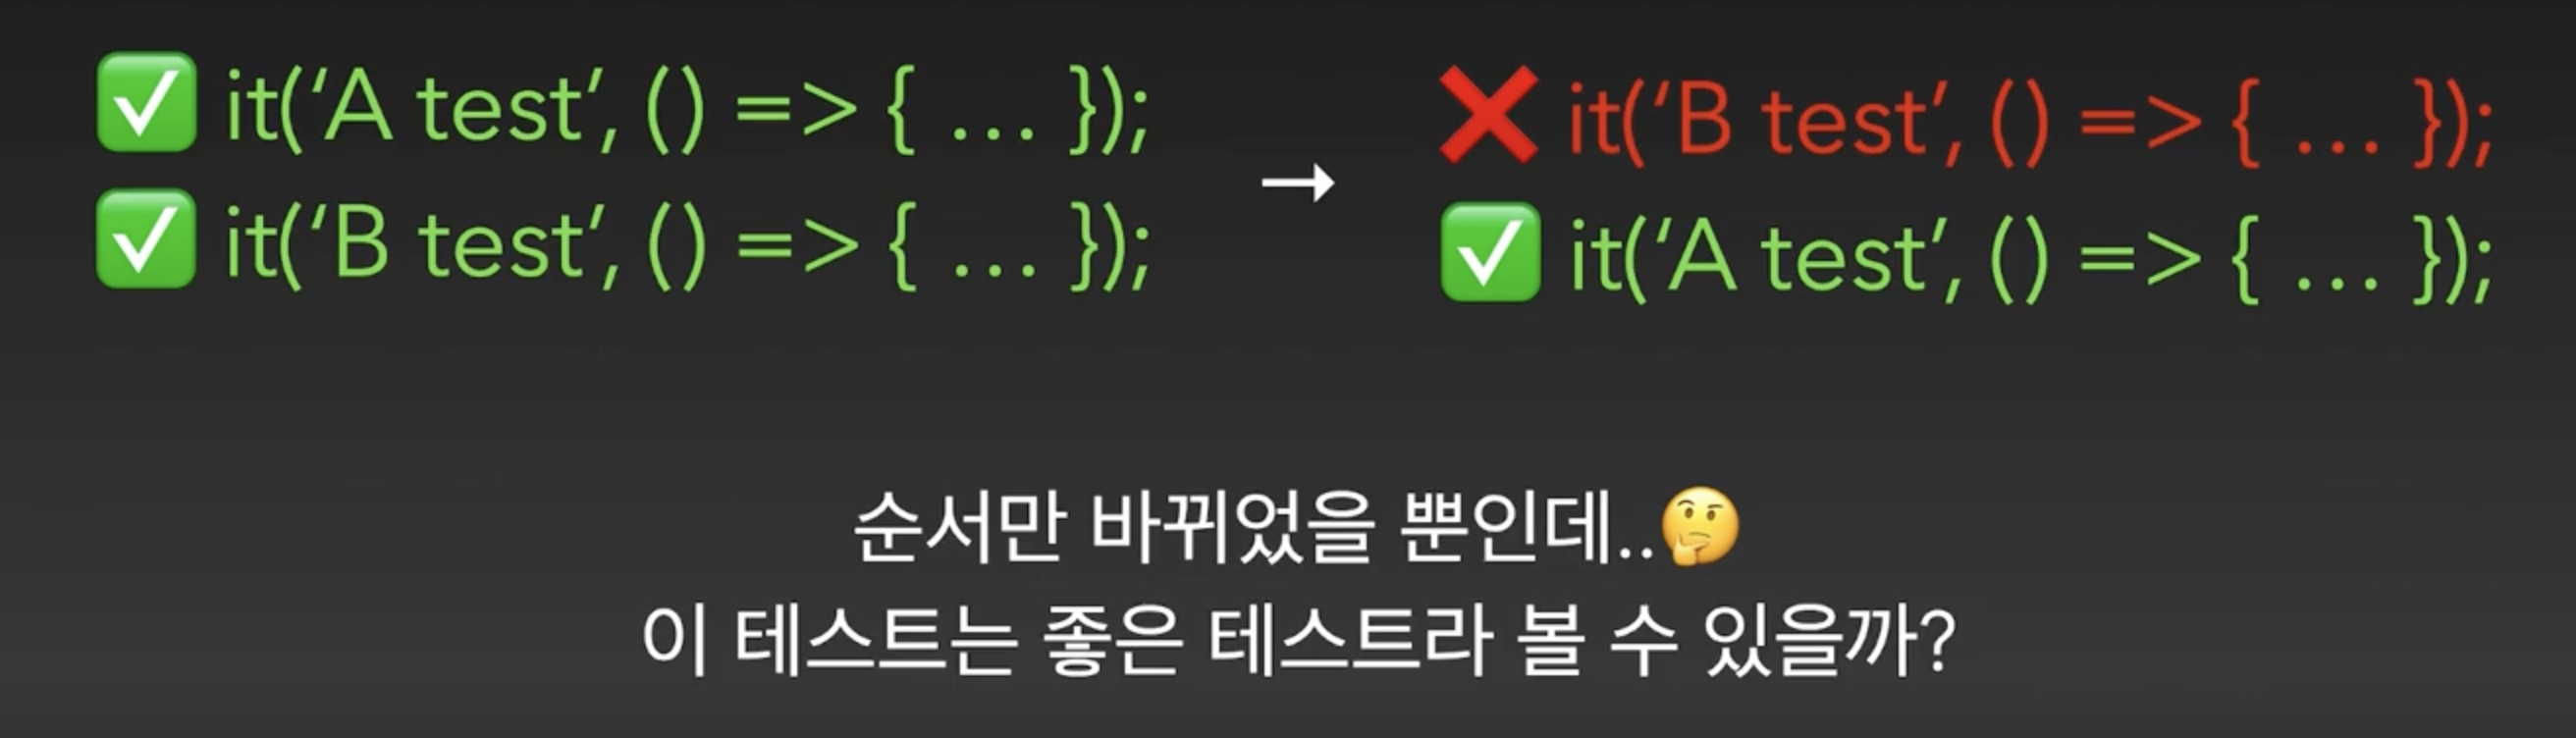 ✅ it(‘A test’, () => { … });
✅ it(‘B test’, () => { … });
→
❌ it(‘B test’, () => { … });
✅ it(‘A test’, () => { … });
순서만 바뀌었을 뿐인데..🤔
이 테스트는 좋은 테스트라 볼 수 있을까?